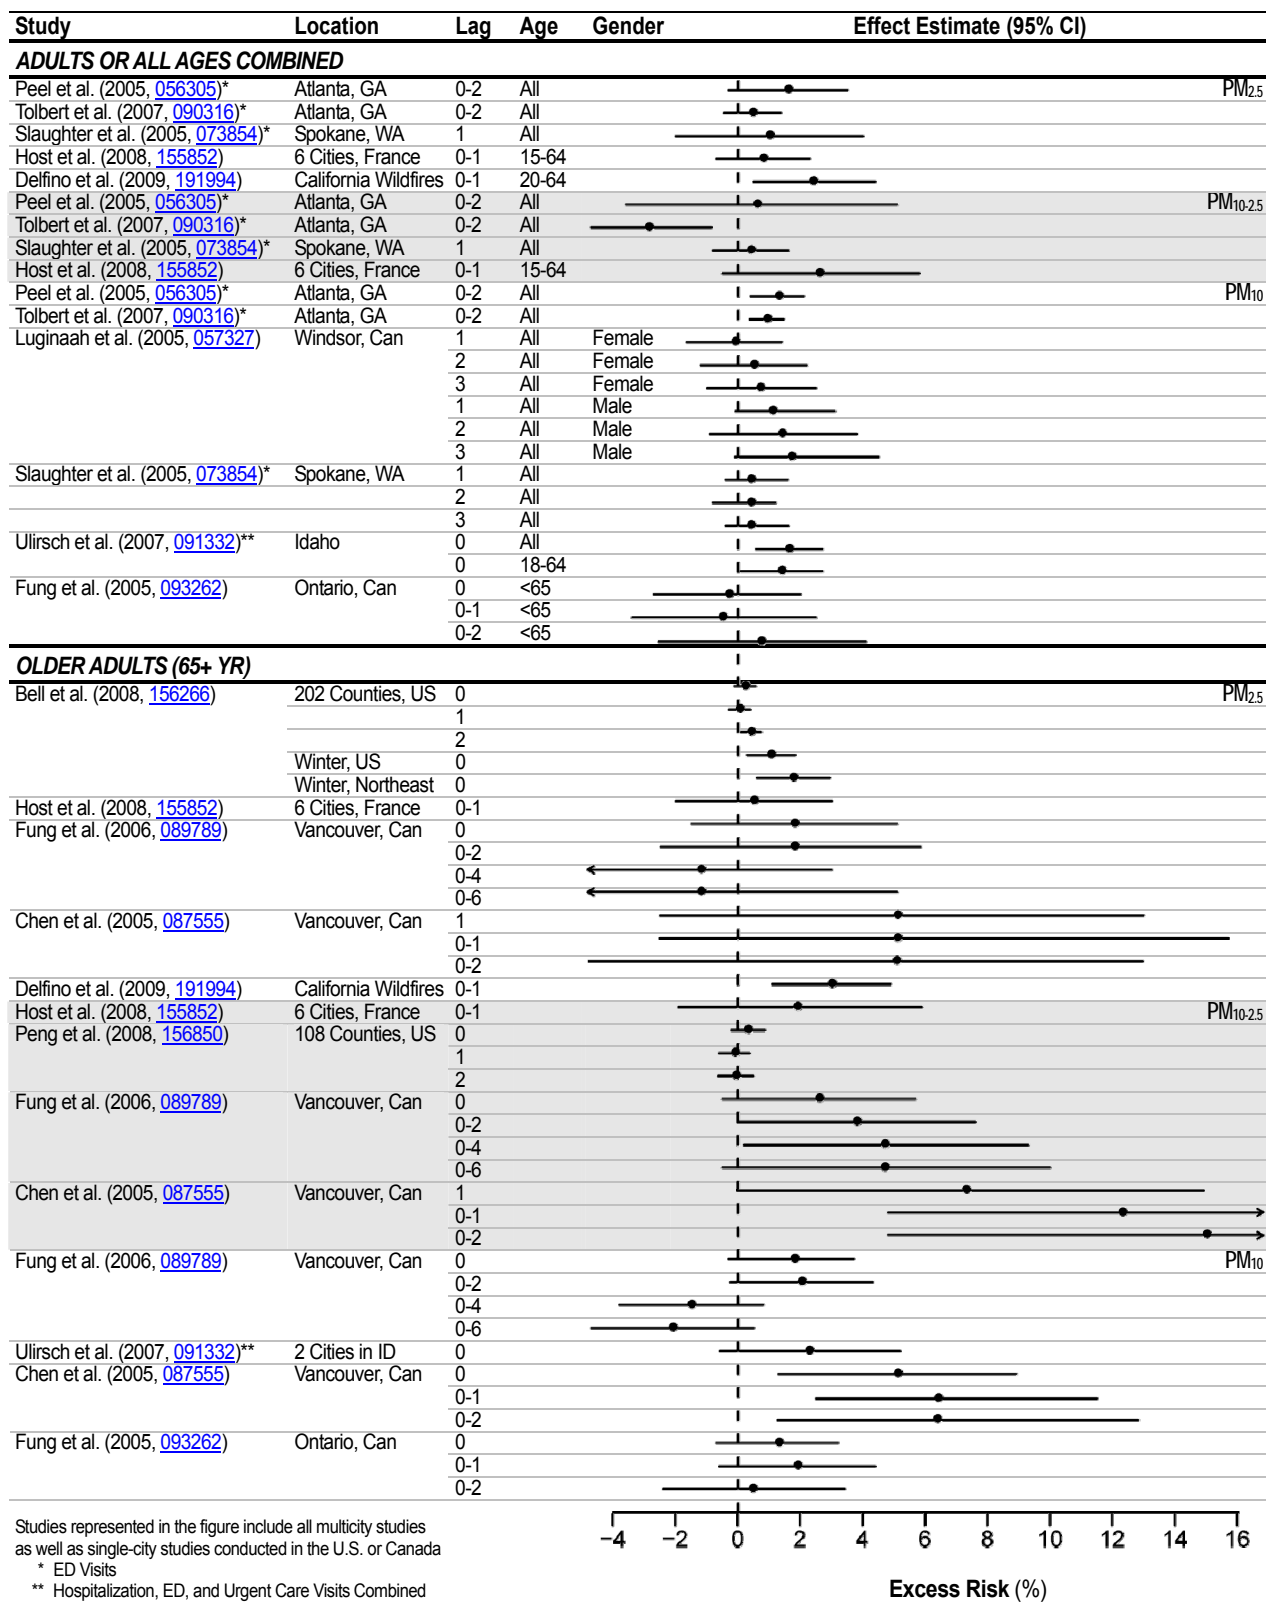 Study Location Lag Age Gender Effect Estimate (95% CI)
ADULTS OR ALL AGES COMBINED
Peel et al. (2005, 056305)* Atlanta, GA 0-2 All PM2.5
Tolbert et al. (2007, 090316)* Atlanta, GA 0-2 All
Slaughter et al. (2005, 073854)* Spokane, WA 1 All
Host et al. (2008, 155852) 6 Cities, France 0-1 15-64
Delfino et al. (2009, 191994) California Wildfires 0-1 20-64
Peel et al. (2005, 056305)* Atlanta, GA 0-2 All PM10-2.5
Tolbert et al. (2007, 090316)* Atlanta, GA 0-2 All
Slaughter et al. (2005, 073854)* Spokane, WA 1 All
Host et al. (2008, 155852) 6 Cities, France 0-1 15-64
Peel et al. (2005, 056305)* Atlanta, GA 0-2 All PM10
Tolbert et al. (2007, 090316)* Atlanta, GA 0-2 All
Luginaah et al. (2005, 057327) Windsor, Can 1 All Female
2 All Female
3 All Female
1 All Male
2 All Male
3 All Male
Slaughter et al. (2005, 073854)* Spokane, WA 1 All
2 All
3 All
Ulirsch et al. (2007, 091332)** Idaho 0 All
0 18-64
Fung et al. (2005, 093262) Ontario, Can 0 <65
0-1 <65
0-2 <65
OLDER ADULTS (65+ YR)
Bell et al. (2008, 156266) 202 Counties, US 0 PM2.5
1
2
Winter, US 0
Winter, Northeast 0
Host et al. (2008, 155852) 6 Cities, France 0-1
Fung et al. (2006, 089789) Vancouver, Can 0
0-2
0-4
0-6
Chen et al. (2005, 087555) Vancouver, Can 1
0-1
0-2
Delfino et al. (2009, 191994) California Wildfires 0-1
Host et al. (2008, 155852) 6 Cities, France 0-1 PM10-2.5
Peng et al. (2008, 156850) 108 Counties, US 0
1
2
Fung et al. (2006, 089789) Vancouver, Can 0
0-2
0-4
0-6
Chen et al. (2005, 087555) Vancouver, Can 1
0-1
0-2
Fung et al. (2006, 089789) Vancouver, Can 0 PM10
0-2
0-4
0-6
Ulirsch et al. (2007, 091332)** 2 Cities in ID 0
Chen et al. (2005, 087555) Vancouver, Can 0
0-1
0-2
Fung et al. (2005, 093262) Ontario, Can 0
0-1
0-2
−4 −2 0 2 4 6 8 10 12 14 16
Excess Risk (%)
Studies represented in the figure include all multicity studies
as well as single-city studies conducted in the U.S. or Canada
* ED Visits
** Hospitalization, ED, and Urgent Care Visits Combined